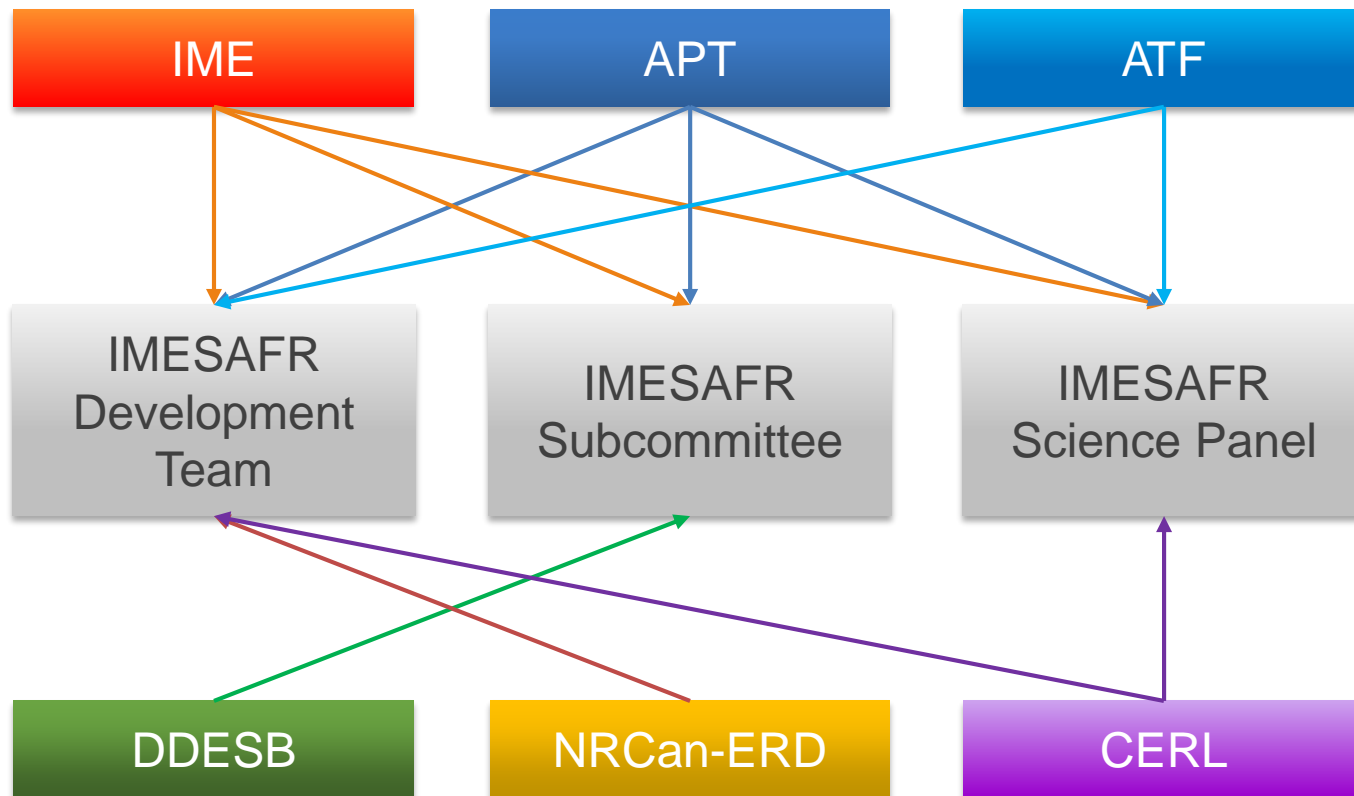 IME
APT
ATF
IMESAFR
Development
Team
IMESAFR
Subcommittee
IMESAFR
Science Panel
DDESB
NRCan-ERD
CERL